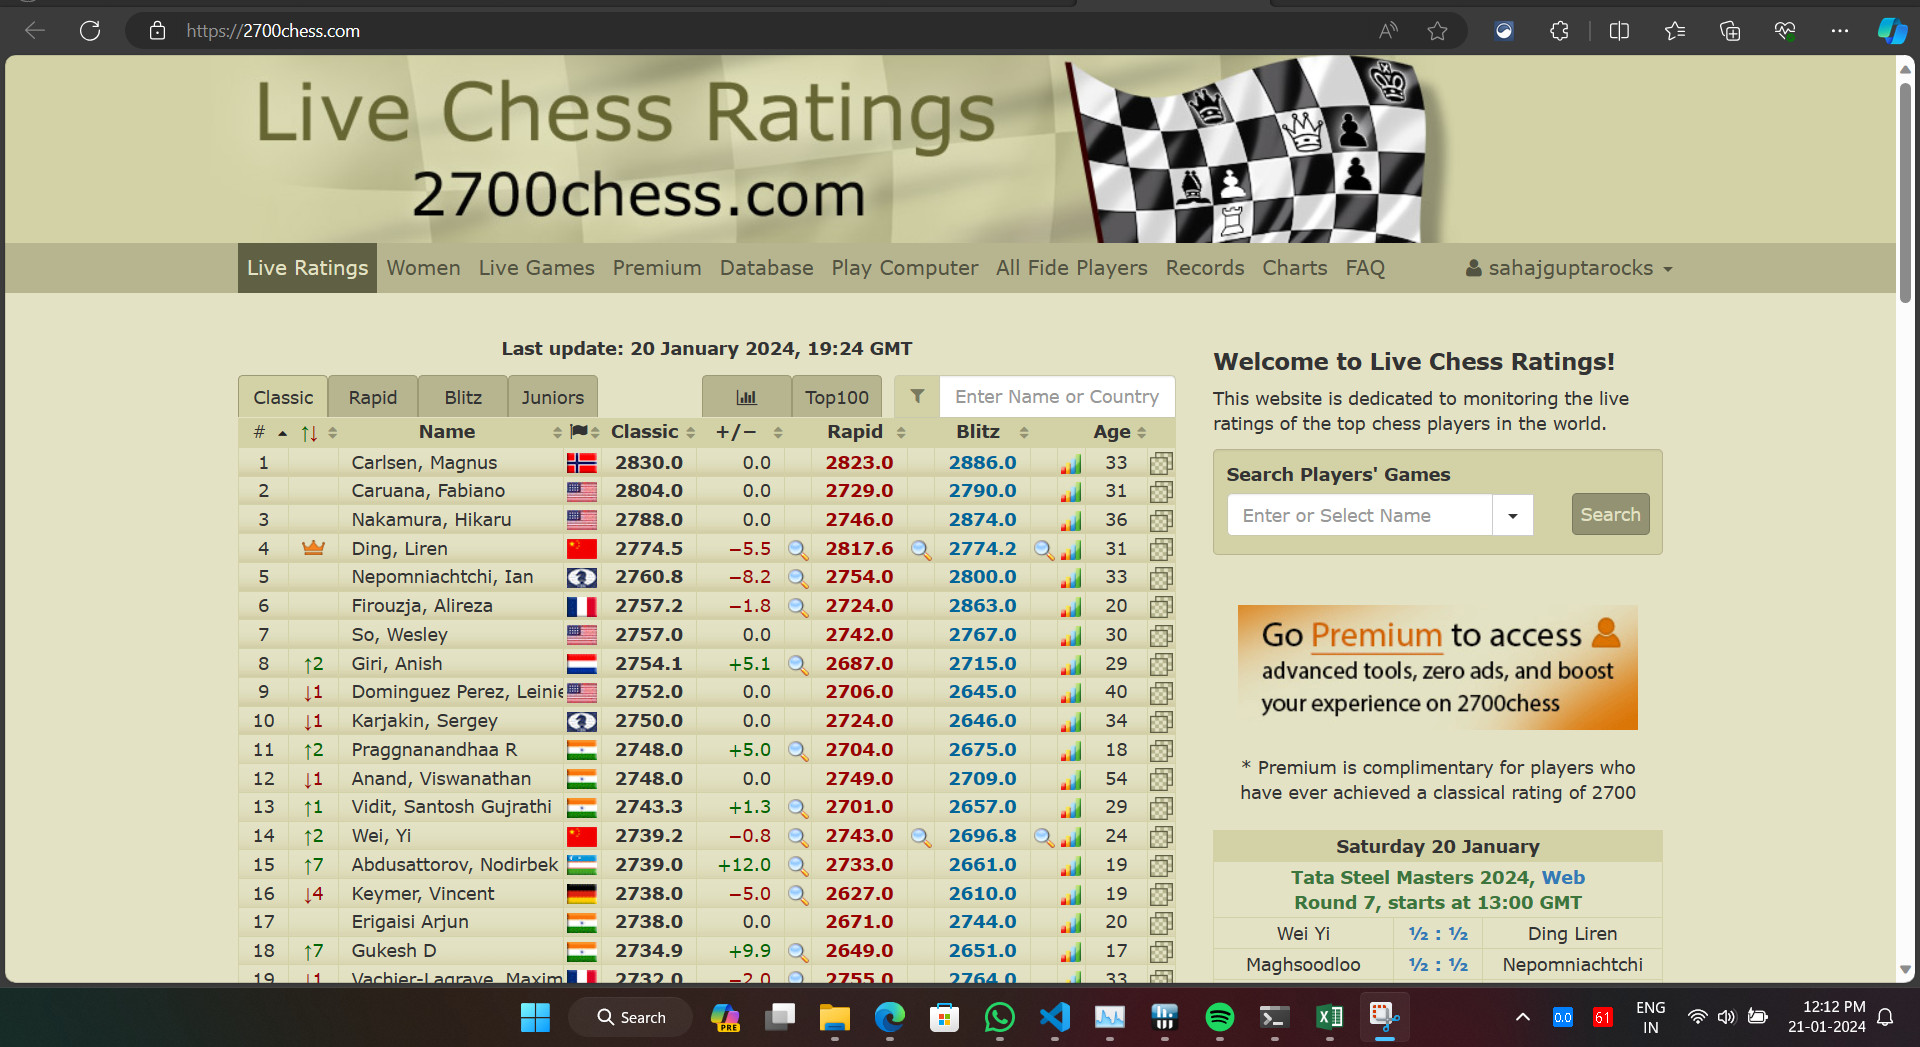 https://2700chess.com
Live Chess Ratings
2700chess.com
Live Ratings Women Live Games Premium Database Play Computer All Fide Players Records Charts FAQ sahajguptarocks
Last update: 20 January 2024, 19:24 GMT
Classic Rapid Blitz Juniors Top100 Enter Name or Country
# ↑↓ Name Classic +/− Rapid Blitz Age
1 Carlsen, Magnus 2830.0 0.0 2823.0 2886.0 33
2 Caruana, Fabiano 2804.0 0.0 2729.0 2790.0 31
3 Nakamura, Hikaru 2788.0 0.0 2746.0 2874.0 36
4 Ding, Liren 2774.5 −5.5 2817.6 2774.2 31
5 Nepomniachtchi, Ian 2760.8 −8.2 2754.0 2800.0 33
6 Firouzja, Alireza 2757.2 −1.8 2724.0 2863.0 20
7 So, Wesley 2757.0 0.0 2742.0 2767.0 30
8 ↑2 Giri, Anish 2754.1 +5.1 2687.0 2715.0 29
9 ↓1 Dominguez Perez, Leinie 2752.0 0.0 2706.0 2645.0 40
10 ↓1 Karjakin, Sergey 2750.0 0.0 2724.0 2646.0 34
11 ↑2 Praggnanandhaa R 2748.0 +5.0 2704.0 2675.0 18
12 ↓1 Anand, Viswanathan 2748.0 0.0 2749.0 2709.0 54
13 ↑1 Vidit, Santosh Gujrathi 2743.3 +1.3 2701.0 2657.0 29
14 ↑2 Wei, Yi 2739.2 −0.8 2743.0 2696.8 24
15 ↑7 Abdusattorov, Nodirbek 2739.0 +12.0 2733.0 2661.0 19
16 ↓4 Keymer, Vincent 2738.0 −5.0 2627.0 2610.0 19
17 Erigaisi Arjun 2738.0 0.0 2671.0 2744.0 20
18 ↑7 Gukesh D 2734.9 +9.9 2649.0 2651.0 17
19 ↓1 Vachier-Lagrave, Maxim 2732.0 −2.0 2755.0 2764.0 33
Welcome to Live Chess Ratings!
This website is dedicated to monitoring the live
ratings of the top chess players in the world.
Search Players' Games
Enter or Select Name Search
Go Premium to access
advanced tools, zero ads, and boost
your experience on 2700chess
* Premium is complimentary for players who
have ever achieved a classical rating of 2700
Saturday 20 January
Tata Steel Masters 2024, Web
Round 7, starts at 13:00 GMT
Wei Yi ½ : ½ Ding Liren
Maghsoodloo ½ : ½ Nepomniachtchi
Search PRE 0.0 61 ENG 12:12 PM
IN 21-01-2024